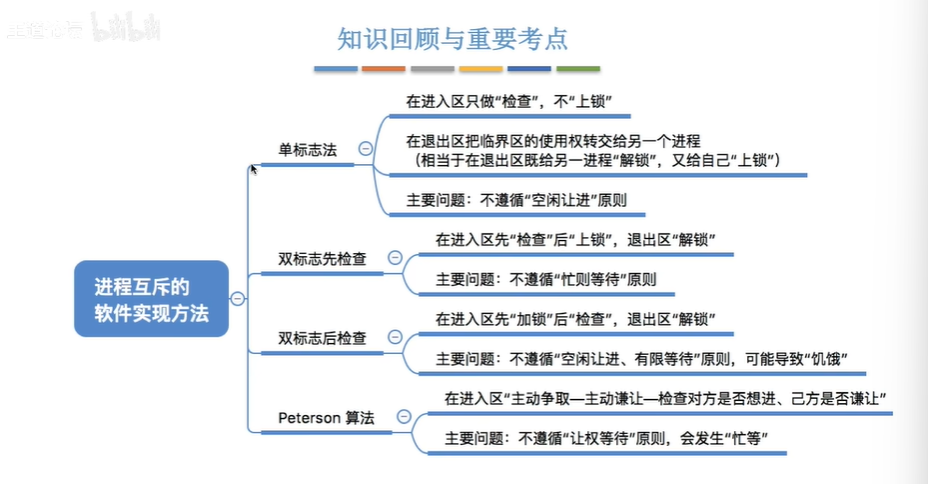 bilibili
知识回顾与重要考点
进程互斥的
软件实现方法
单标志法
在进入区只做“检查”，不“上锁”
在退出区把临界区的使用权转交给另一个进程
（相当于在退出区既给另一进程“解锁”，又给自己“上锁”）
主要问题：不遵循“空闲让进”原则
双标志先检查
在进入区先“检查”后“上锁”，退出区“解锁”
主要问题：不遵循“忙则等待”原则
双标志后检查
在进入区先“加锁”后“检查”，退出区“解锁”
主要问题：不遵循“空闲让进、有限等待”原则，可能导致“饥饿”
Peterson 算法
在进入区“主动争取—主动谦让—检查对方是否想进、己方是否谦让”
主要问题：不遵循“让权等待”原则，会发生“忙等”